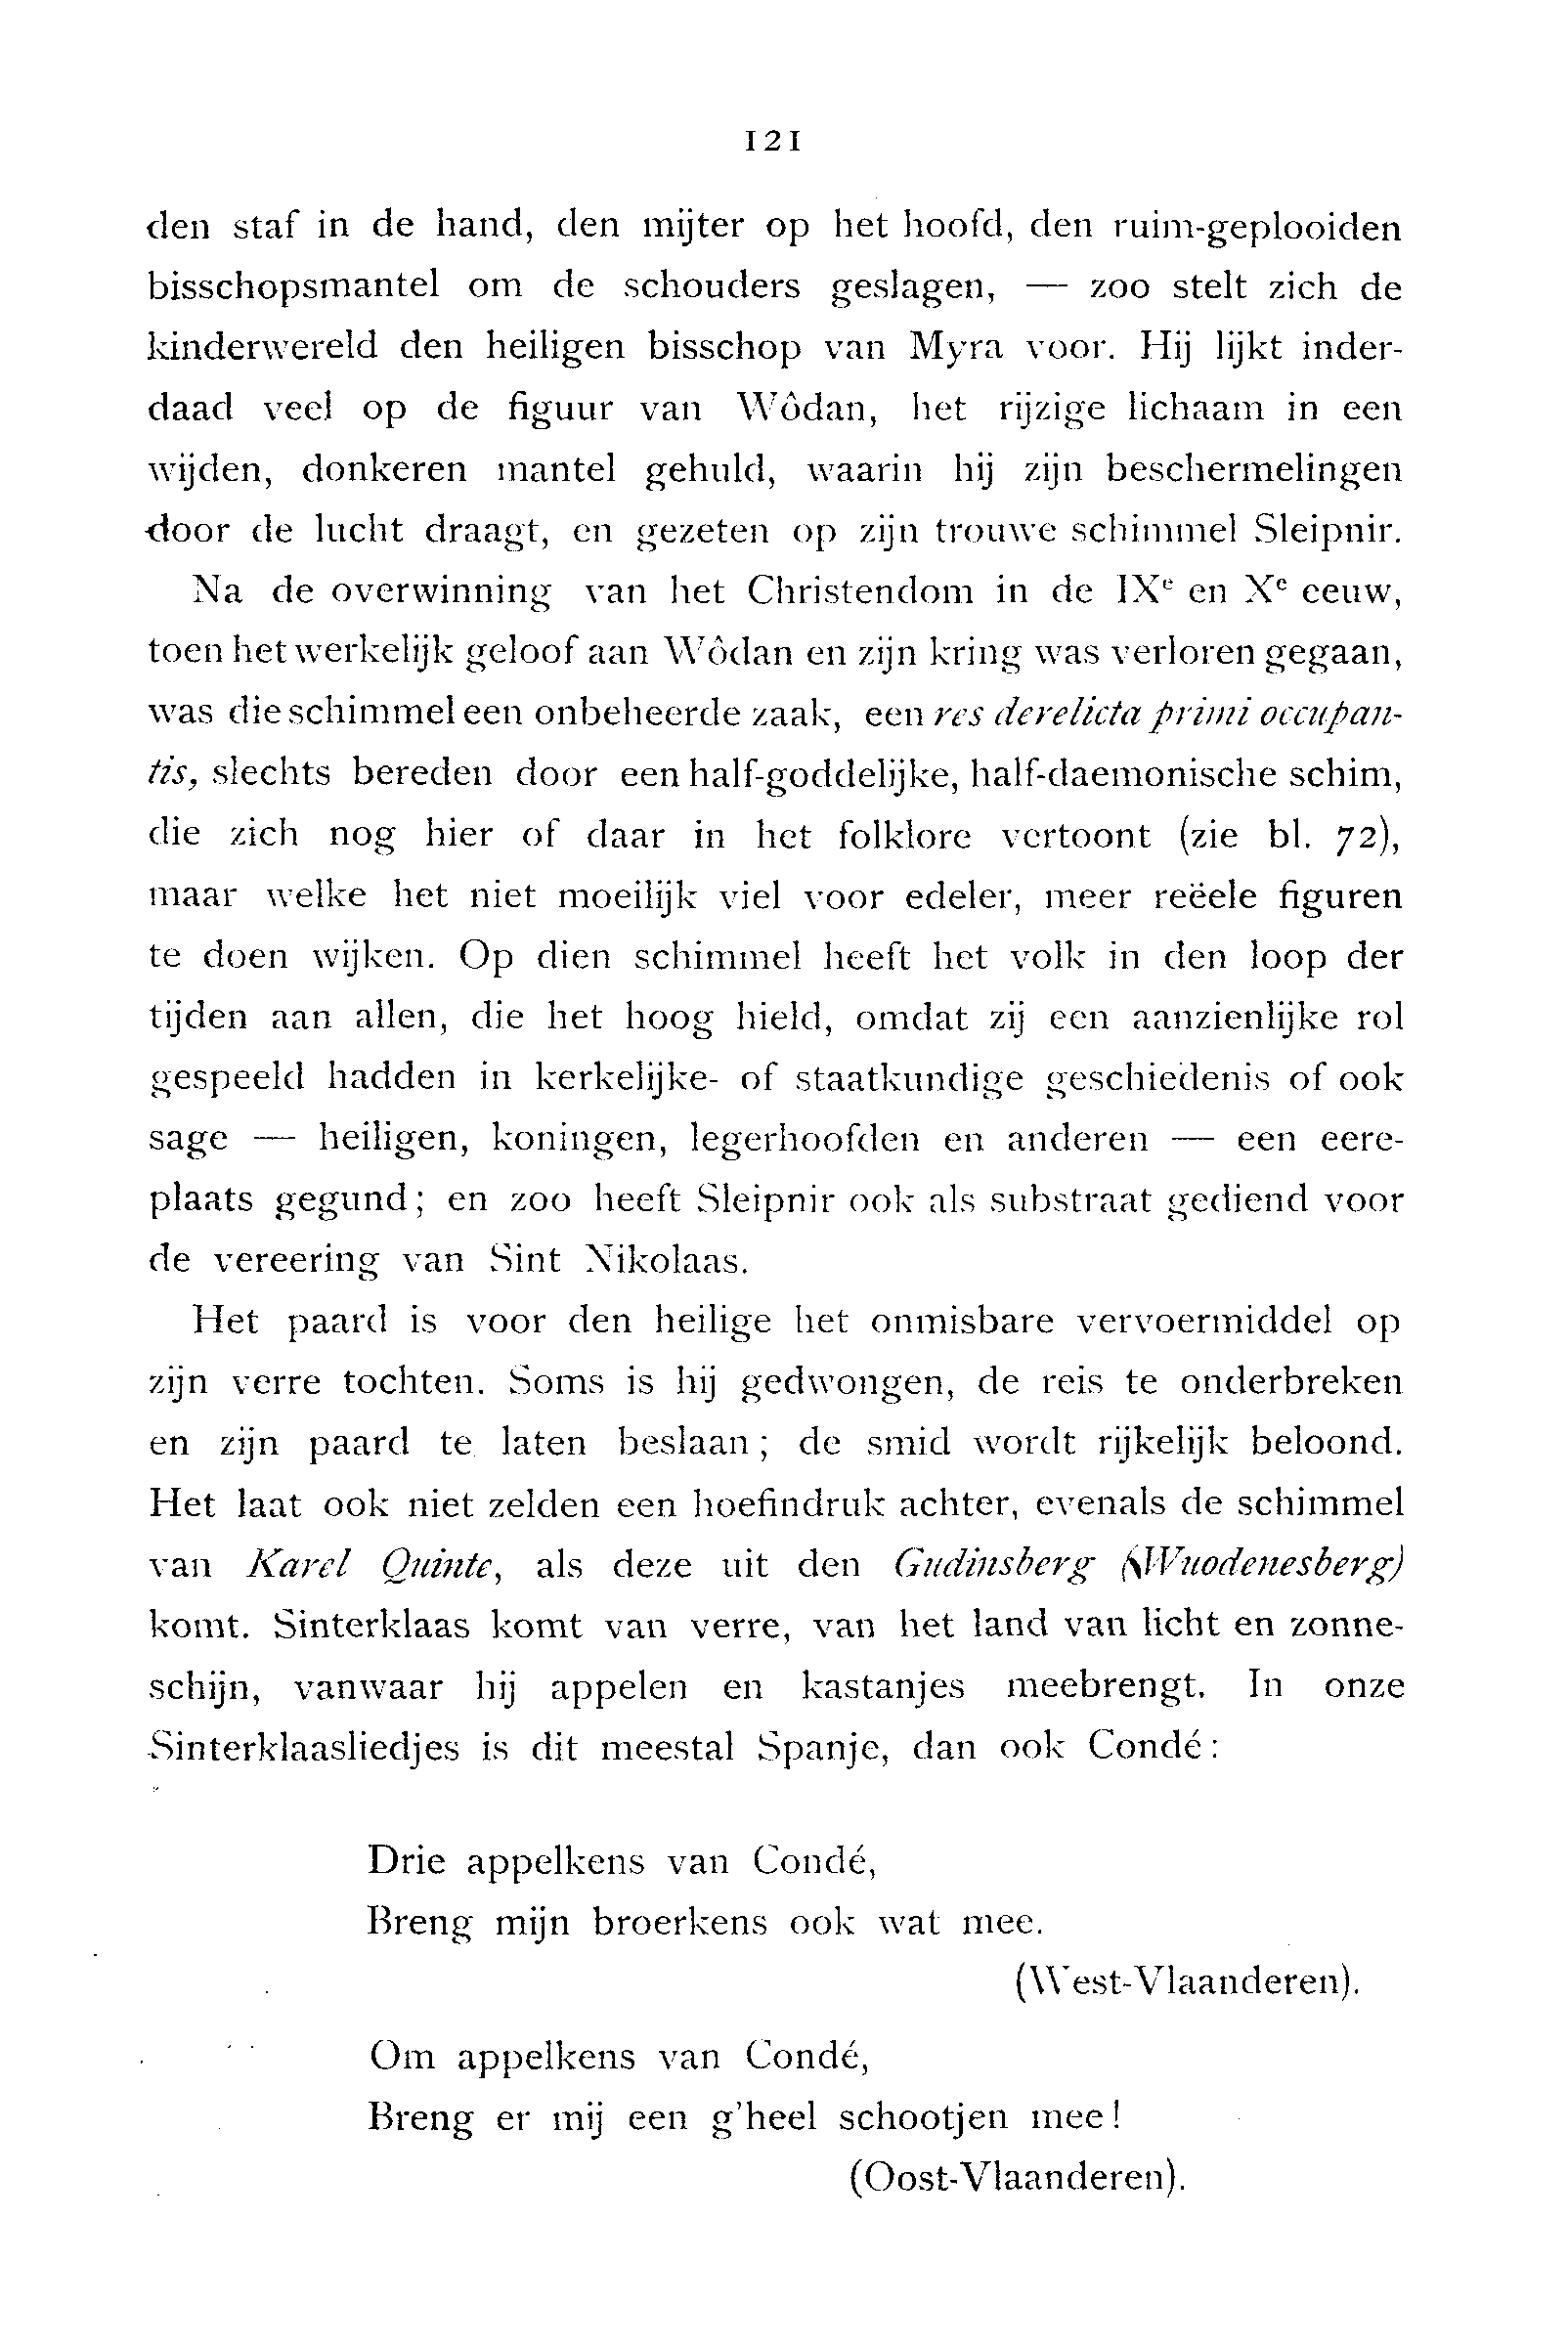 121
den staf in de hand, den mijter op het hoofd, den ruim-geplooiden
bisschopsmantel om de schouders geslagen, — zoo stelt zich de
kinderwereld den heiligen bisschop van Myra voor. Hij lijkt inder-
daad veel op de figuur van Wôdan, het rijzige lichaam in een
wijden, donkeren mantel gehuld, waarin hij zijn beschermelingen
door de lucht draagt, en gezeten op zijn trouwe schimmel Sleipnir.
Na de overwinning van het Christendom in de IXe en Xe eeuw,
toen het werkelijk geloof aan Wôdan en zijn kring was verloren gegaan,
was die schimmel een onbeheerde zaak, een res derelicta primi occupan-
tis, slechts bereden door een half-goddelijke, half-daemonische schim,
die zich nog hier of daar in het folklore vertoont (zie bl. 72),
maar welke het niet moeilijk viel voor edeler, meer reëele figuren
te doen wijken. Op dien schimmel heeft het volk in den loop der
tijden aan allen, die het hoog hield, omdat zij een aanzienlijke rol
gespeeld hadden in kerkelijke- of staatkundige geschiedenis of ook
sage — heiligen, koningen, legerhoofden en anderen — een eere-
plaats gegund; en zoo heeft Sleipnir ook als substraat gediend voor
de vereering van Sint Nikolaas.
Het paard is voor den heilige het onmisbare vervoermiddel op
zijn verre tochten. Soms is hij gedwongen, de reis te onderbreken
en zijn paard te laten beslaan; de smid wordt rijkelijk beloond.
Het laat ook niet zelden een hoefindruk achter, evenals de schimmel
van Karel Quinte, als deze uit den Gudinsberg (Wuodenesberg)
komt. Sinterklaas komt van verre, van het land van licht en zonne-
schijn, vanwaar hij appelen en kastanjes meebrengt. In onze
Sinterklaasliedjes is dit meestal Spanje, dan ook Condé:
Drie appelkens van Condé,
Breng mijn broerkens ook wat mee.
(West-Vlaanderen).
Om appelkens van Condé,
Breng er mij een g'heel schootjen mee!
(Oost-Vlaanderen).